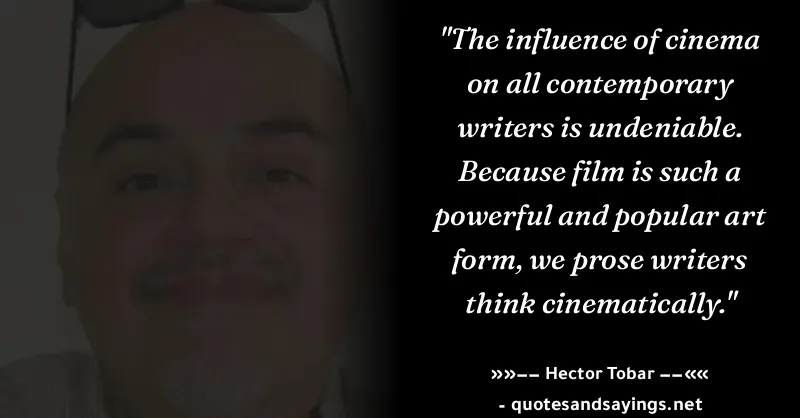 "The influence of cinema
on all contemporary
writers is undeniable.
Because film is such a
powerful and popular art
form, we prose writers
think cinematically."
»»−− Hector Tobar −−««
- quotesandsayings.net